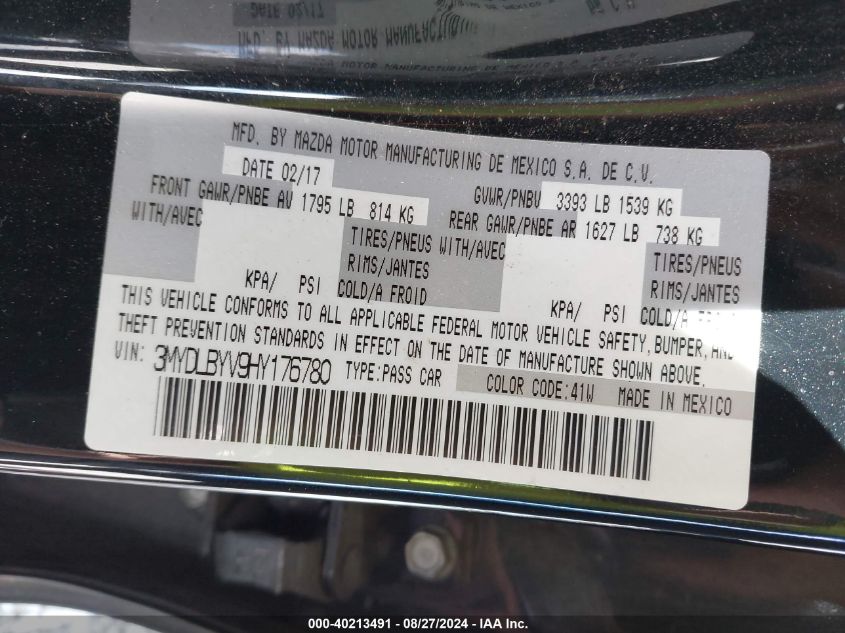 DATE 02/17
MFD. BY MAZDA MOTOR MANUFACTURING DE MEXICO S.A. DE C.V.
DATE 02/17
GVWR/PNBV 3393 LB 1539 KG
FRONT GAWR/PNBE AV 1795 LB 814 KG
REAR GAWR/PNBE AR 1627 LB 738 KG
WITH/AVEC
TIRES/PNEUS WITH/AVEC
TIRES/PNEUS
RIMS/JANTES
RIMS/JANTES
KPA/ PSI COLD/A FROID
KPA/ PSI COLD/A FROID
THIS VEHICLE CONFORMS TO ALL APPLICABLE FEDERAL MOTOR VEHICLE SAFETY, BUMPER, AND
THEFT PREVENTION STANDARDS IN EFFECT ON THE DATE OF MANUFACTURE SHOWN ABOVE.
VIN: 3MYDLBYV9HY176780 TYPE:PASS CAR COLOR CODE:41W MADE IN MEXICO
000-40213491 - 08/27/2024 - IAA Inc.